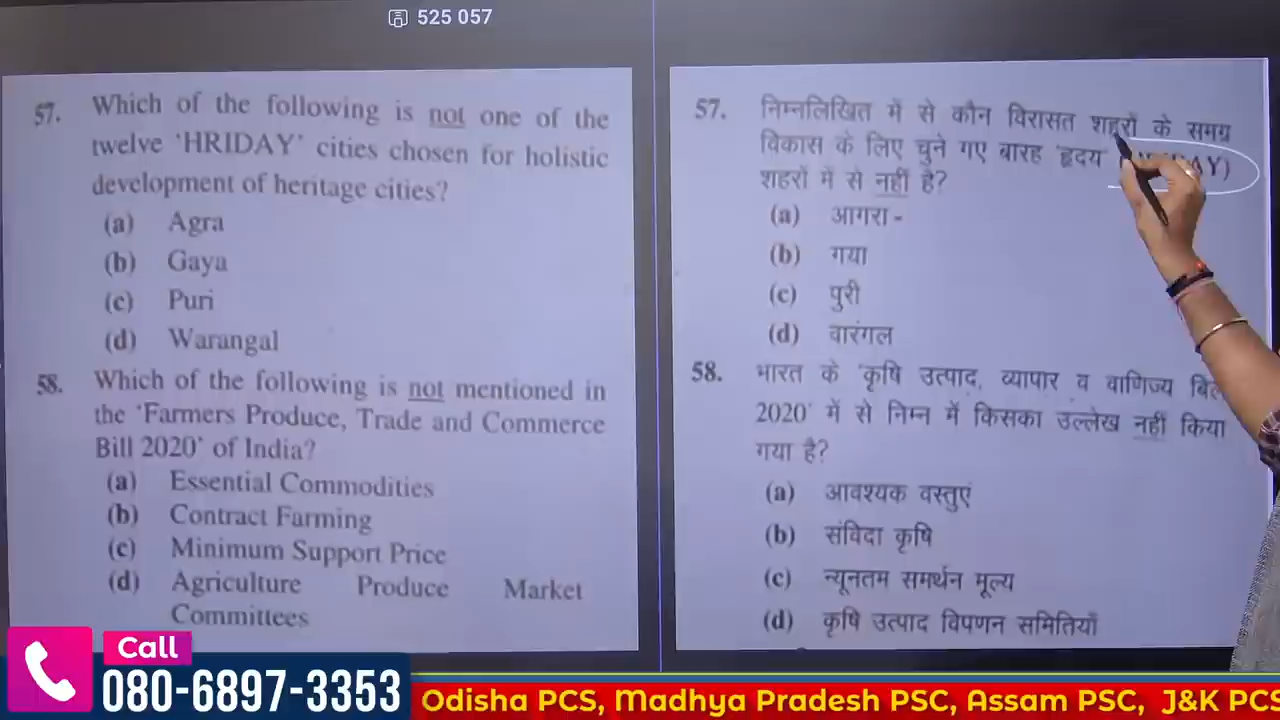 525 057
57. Which of the following is not one of the
twelve ‘HRIDAY’ cities chosen for holistic
development of heritage cities?
(a) Agra
(b) Gaya
(c) Puri
(d) Warangal
58. Which of the following is not mentioned in
the ‘Farmers Produce, Trade and Commerce
Bill 2020’ of India?
(a) Essential Commodities
(b) Contract Farming
(c) Minimum Support Price
(d) Agriculture Produce Market
Committees
57. निम्नलिखित में से कौन विरासत शहरों के समग्र
विकास के लिए चुने गए बारह हृदय
शहरों में से नहीं है?
(a) आगरा -
(b) गया
(c) पुरी
(d) वारंगल
58. भारत के ‘कृषि उत्पाद, व्यापार व वाणिज्य
2020’ में से निम्न में किसका उल्लेख नहीं किया
गया है?
(a) आवश्यक वस्तुएं
(b) संविदा कृषि
(c) न्यूनतम समर्थन मूल्य
(d) कृषि उत्पाद विपणन समितियाँ
Call
080-6897-3353
Odisha PCS, Madhya Pradesh PSC, Assam PSC, J&K PCS